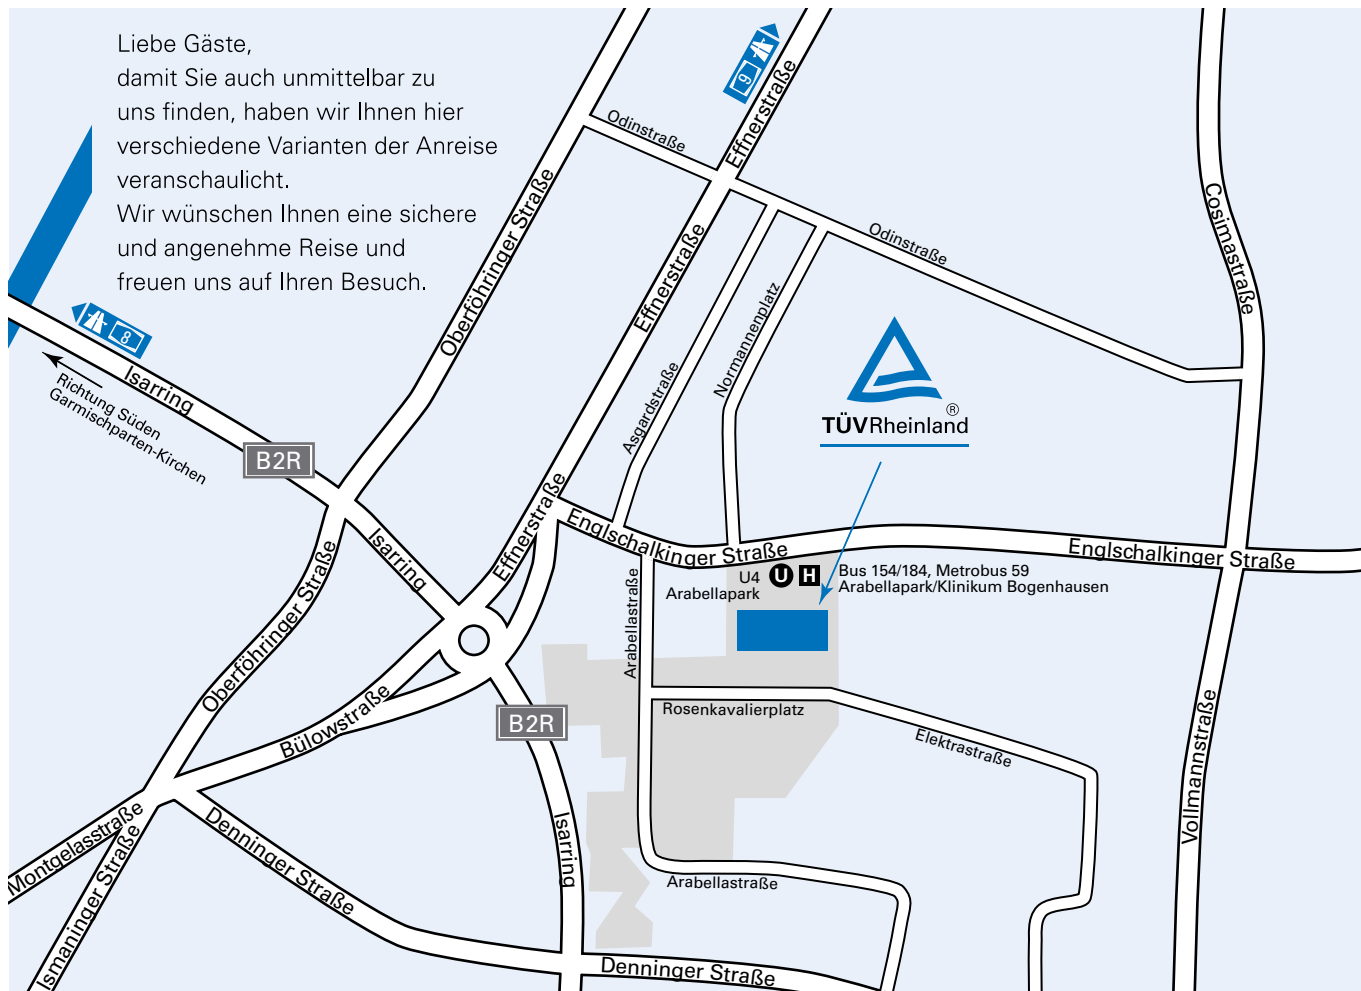 Liebe Gäste,
damit Sie auch unmittelbar zu
uns finden, haben wir Ihnen hier
verschiedene Varianten der Anreise
veranschaulicht.
Wir wünschen Ihnen eine sichere
und angenehme Reise und
freuen uns auf Ihren Besuch.
9
Effnerstraße
Odinstraße
Oberföhringer Straße
Effnerstraße
Odinstraße
Cosimastraße
8
Isarring
Richtung Süden
Garmischparten-Kirchen
B2R
Asgardstraße
Normannenplatz
®
TÜVRheinland
Isarring
Effnerstraße
Englschalkinger Straße
Englschalkinger Straße
U4
Arabellapark
U
H
Bus 154/184, Metrobus 59
Arabellapark/Klinikum Bogenhausen
Arabellastraße
Oberföhringer Straße
Bülowstraße
B2R
Rosenkavalierplatz
Elektrastraße
Vollmannstraße
Montgelasstraße
Ismaninger Straße
Denninger Straße
Isarring
Arabellastraße
Denninger Straße